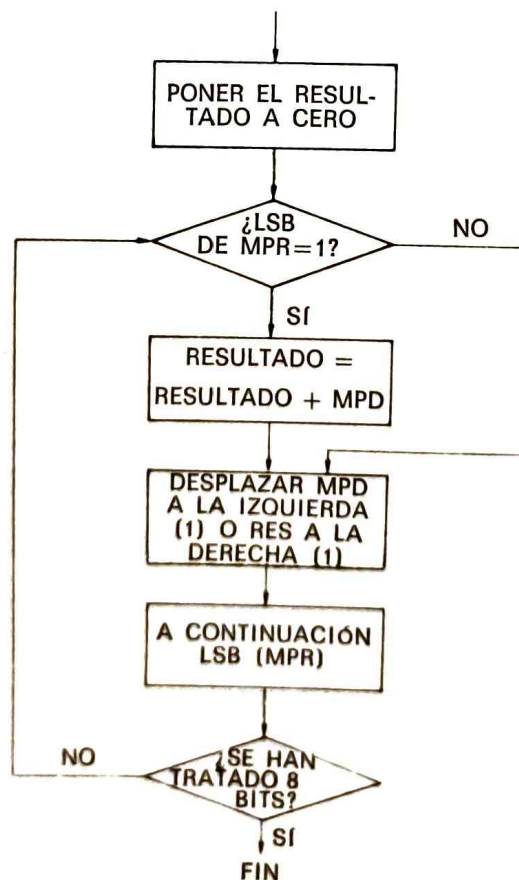 PONER EL RESUL-
TADO A CERO
¿LSB
DE MPR=1?
NO
SÍ
RESULTADO =
RESULTADO + MPD
DESPLAZAR MPD
A LA IZQUIERDA
(1) O RES A LA
DERECHA (1)
A CONTINUACIÓN
LSB (MPR)
NO
¿SE HAN
TRATADO 8
BITS?
SÍ
FIN